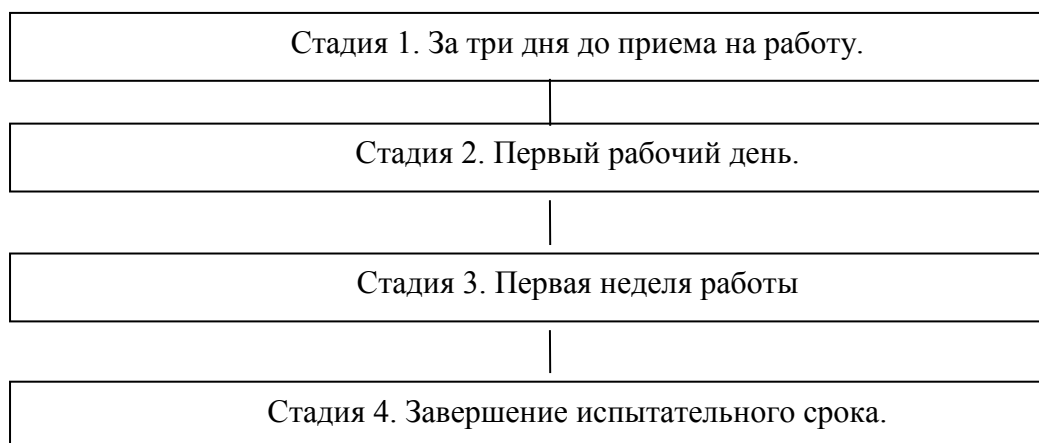 Стадия 1. За три дня до приема на работу.
Стадия 2. Первый рабочий день.
Стадия 3. Первая неделя работы
Стадия 4. Завершение испытательного срока.